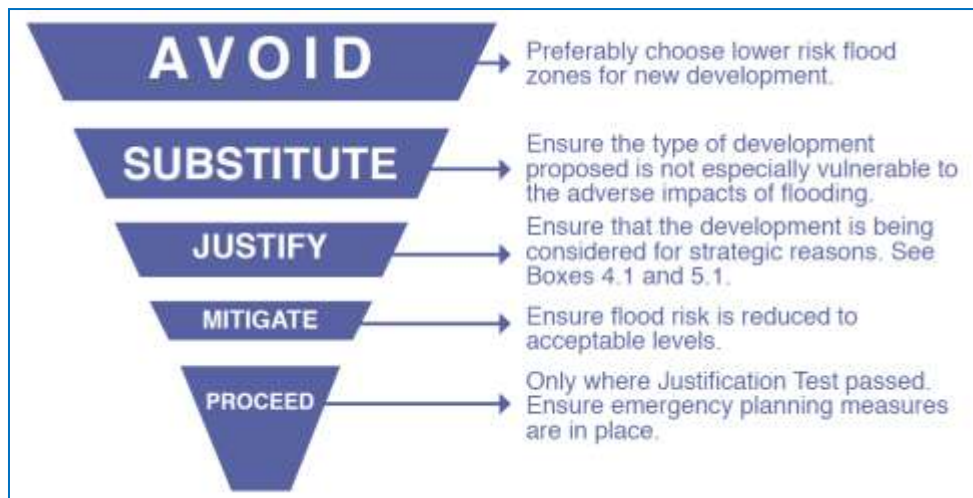 AVOID
Preferably choose lower risk flood
zones for new development.
SUBSTITUTE
Ensure the type of development
proposed is not especially vulnerable to
the adverse impacts of flooding.
JUSTIFY
Ensure that the development is being
considered for strategic reasons. See
Boxes 4.1 and 5.1.
MITIGATE
Ensure flood risk is reduced to
acceptable levels.
PROCEED
Only where Justification Test passed.
Ensure emergency planning measures
are in place.